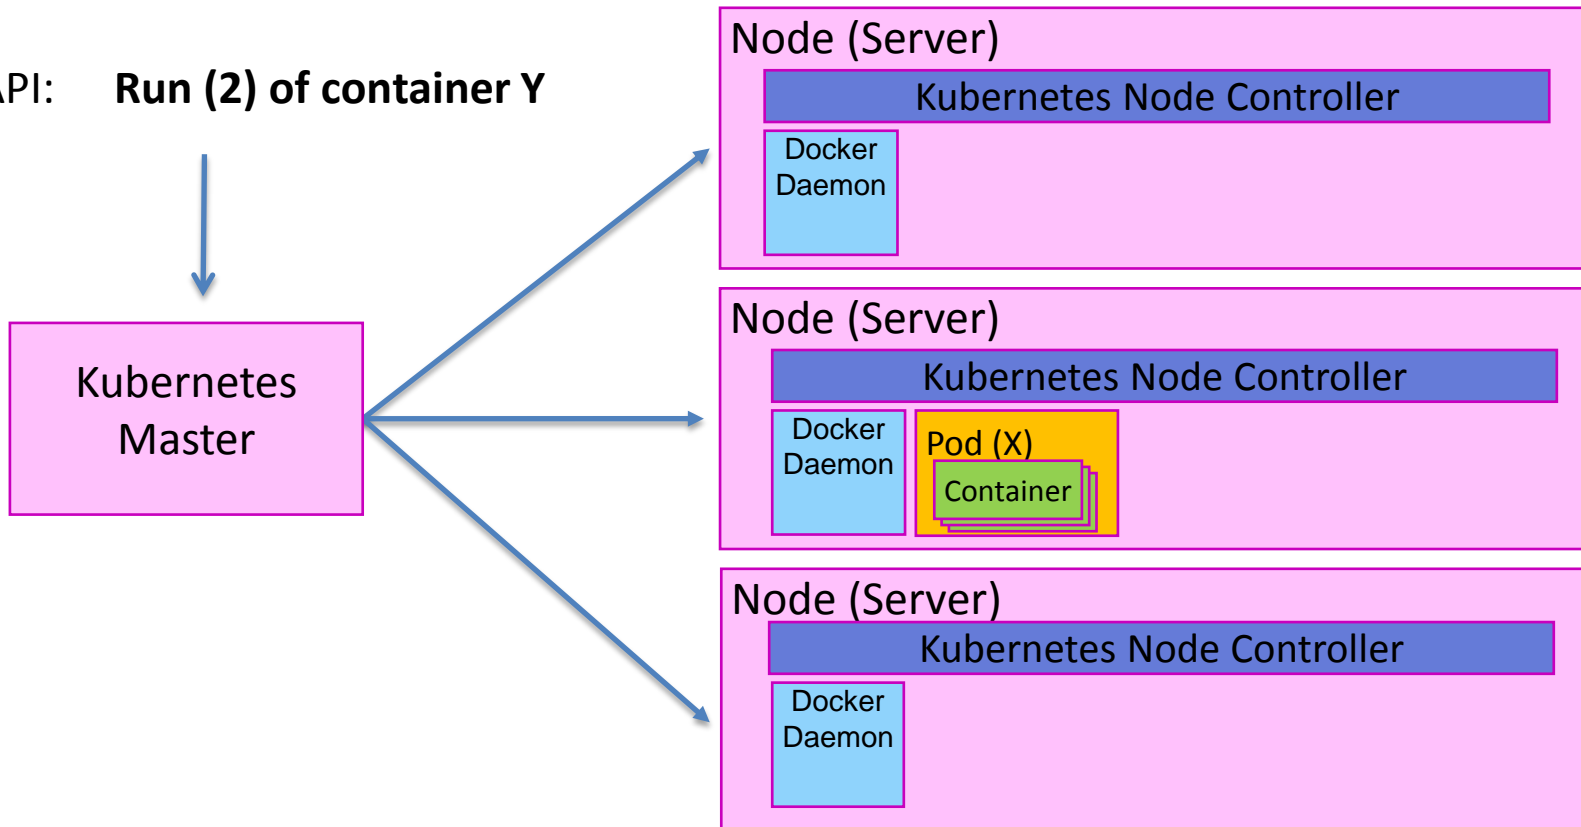 API: Run (2) of container Y
Kubernetes
Master
Node (Server)
Kubernetes Node Controller
Docker
Daemon
Node (Server)
Kubernetes Node Controller
Docker
Daemon
Pod (X)
Container
Node (Server)
Kubernetes Node Controller
Docker
Daemon